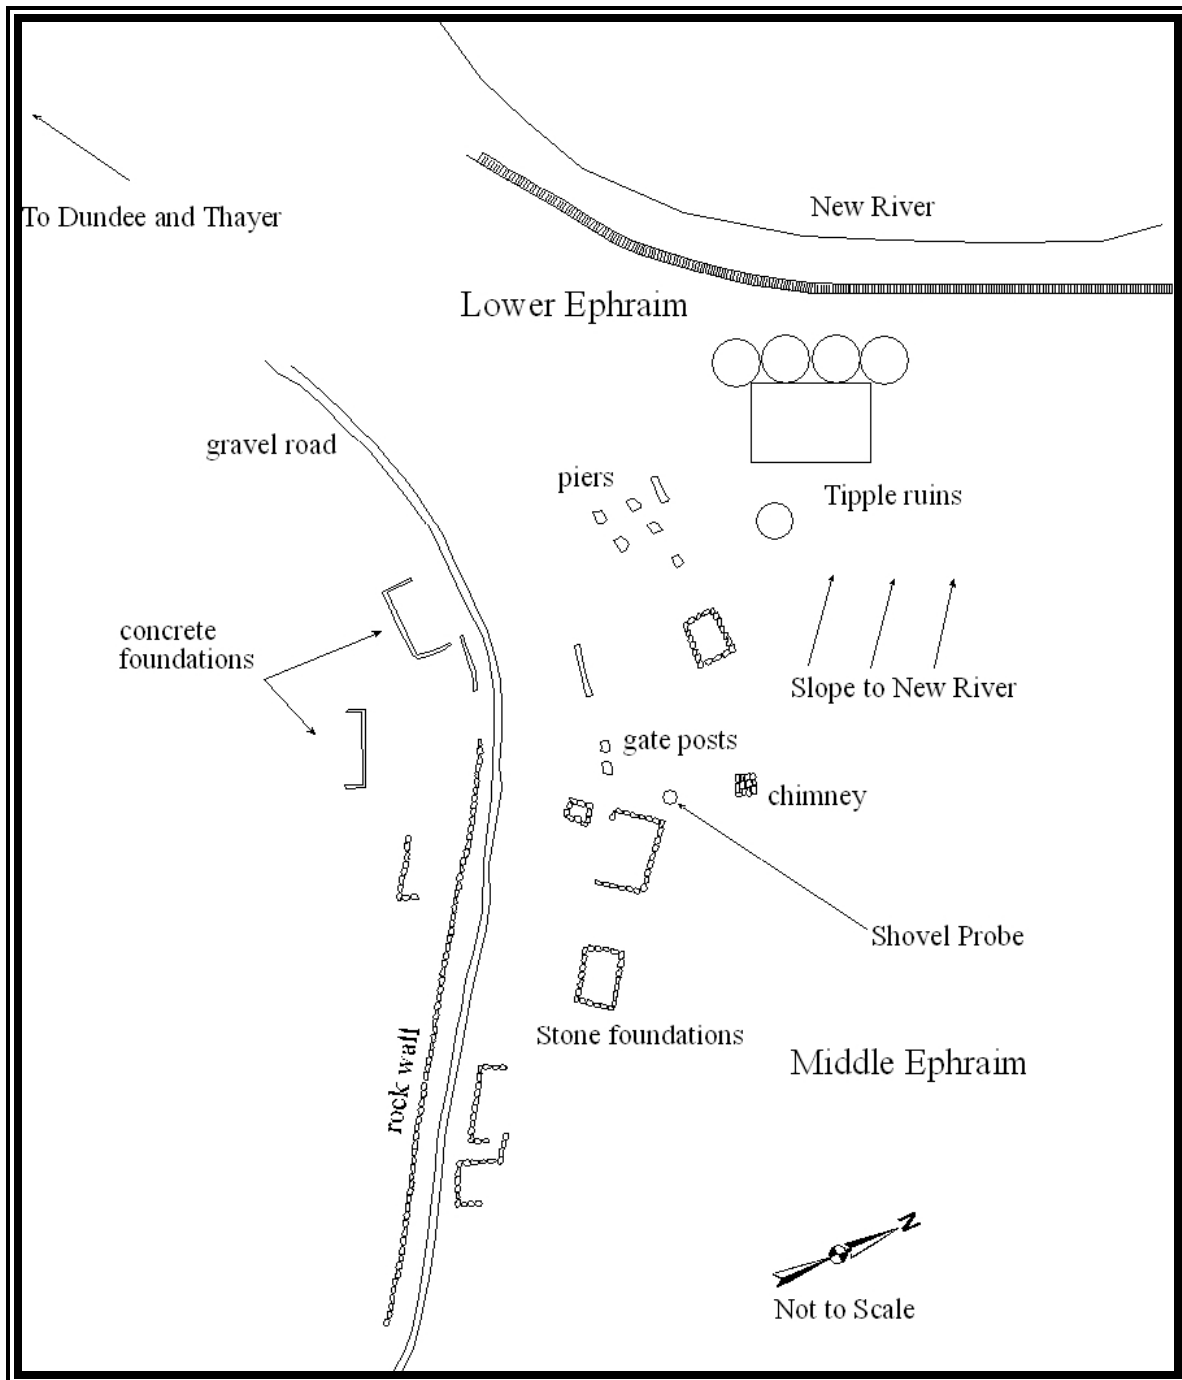 New River
To Dundee and Thayer
Lower Ephraim
gravel road
piers
Tipple ruins
concrete
foundations
Slope to New River
gate posts
chimney
Shovel Probe
Stone foundations
rock wall
Middle Ephraim
N
Not to Scale